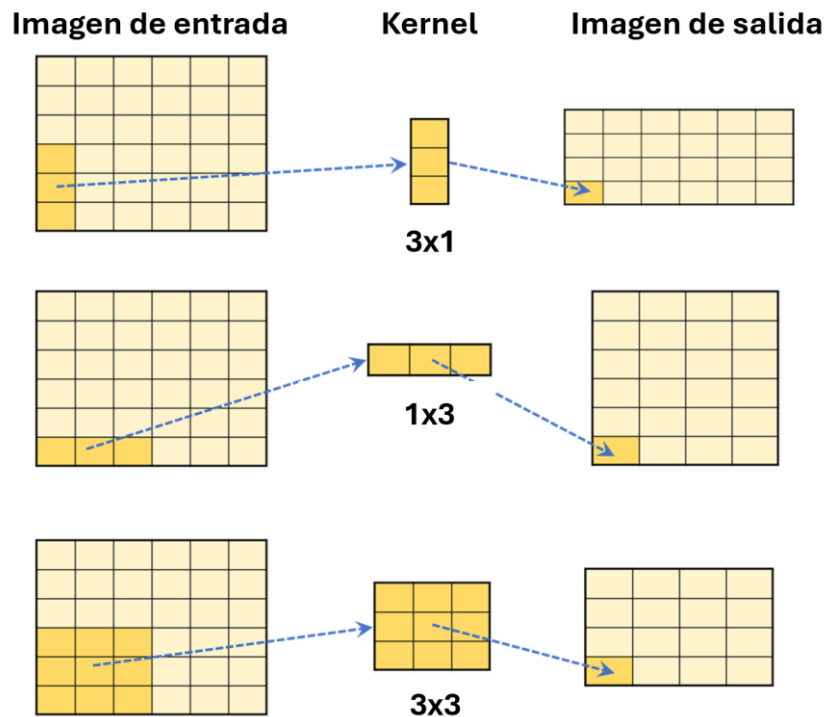 Imagen de entrada
Kernel
Imagen de salida
3x1
1x3
3x3